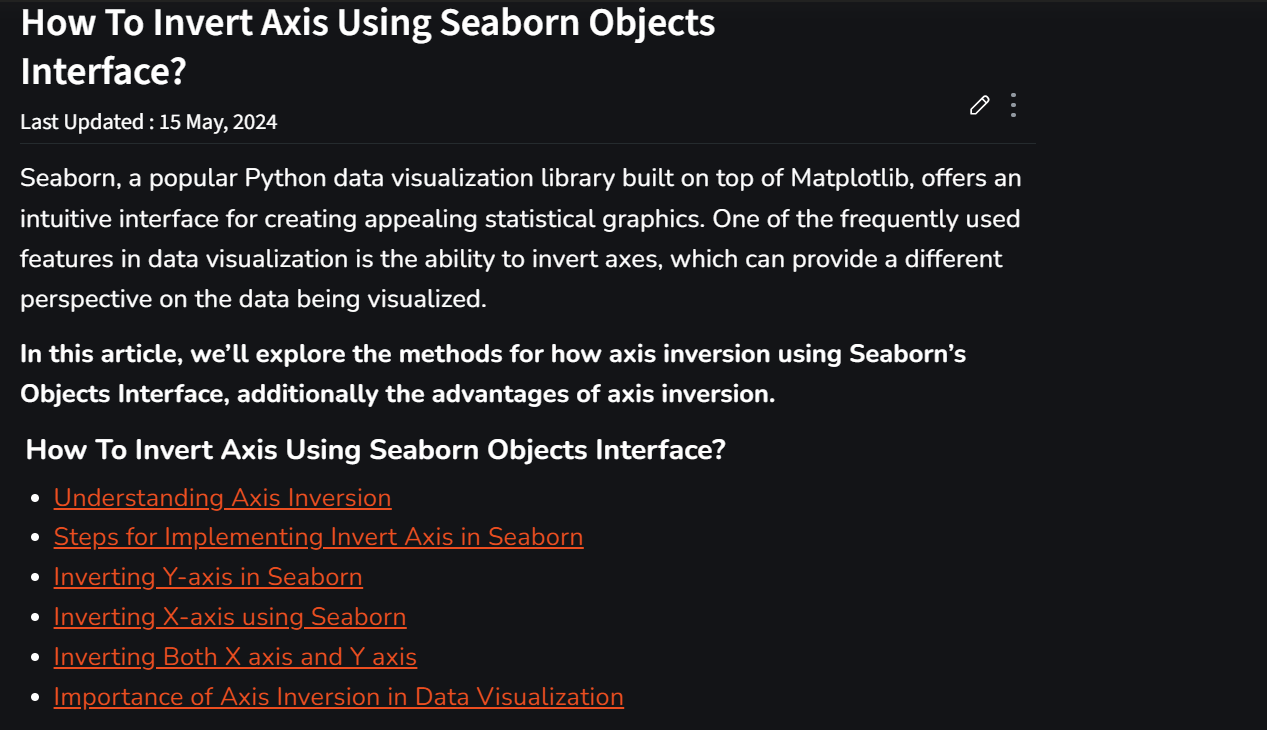 How To Invert Axis Using Seaborn Objects
Interface?
Last Updated : 15 May, 2024
Seaborn, a popular Python data visualization library built on top of Matplotlib, offers an
intuitive interface for creating appealing statistical graphics. One of the frequently used
features in data visualization is the ability to invert axes, which can provide a different
perspective on the data being visualized.
In this article, we’ll explore the methods for how axis inversion using Seaborn’s
Objects Interface, additionally the advantages of axis inversion.
How To Invert Axis Using Seaborn Objects Interface?
• Understanding Axis Inversion
• Steps for Implementing Invert Axis in Seaborn
• Inverting Y-axis in Seaborn
• Inverting X-axis using Seaborn
• Inverting Both X axis and Y axis
• Importance of Axis Inversion in Data Visualization